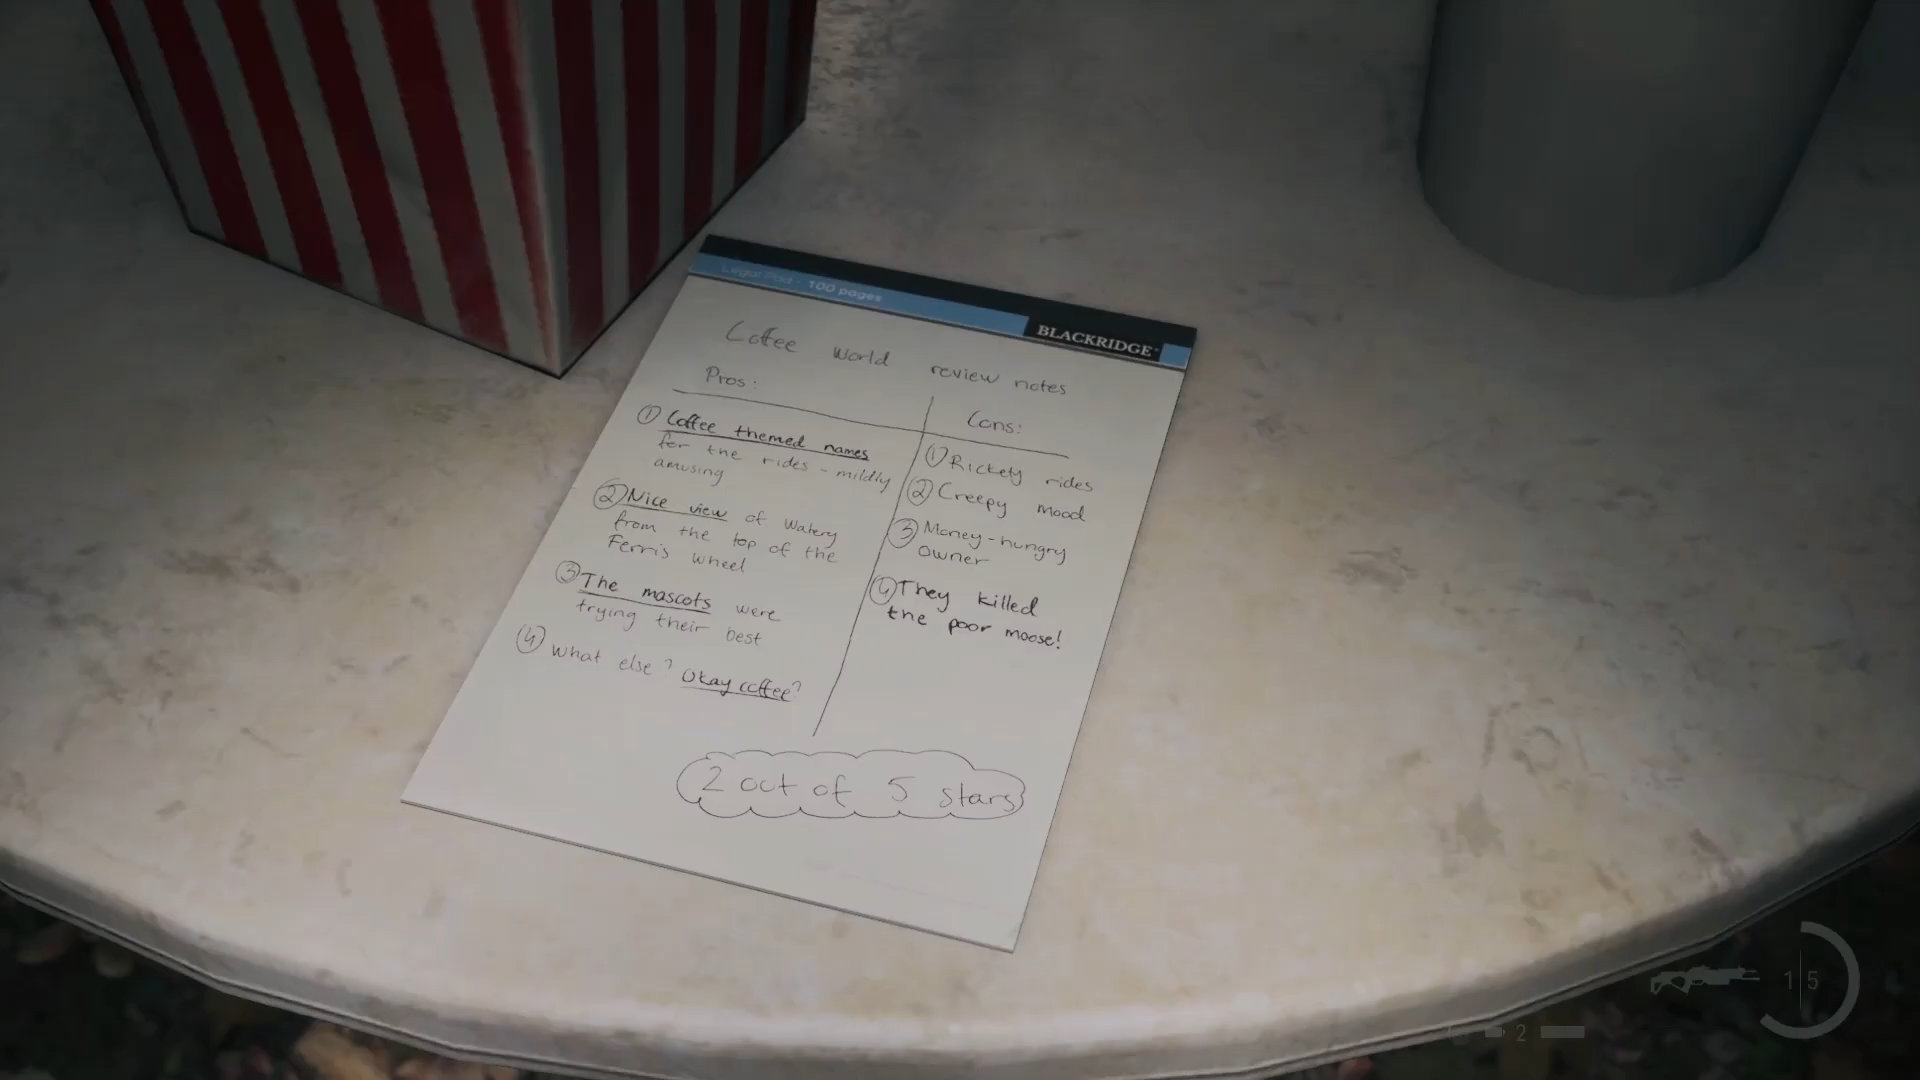 Legal Pad · 100 pages
BLACKRIDGE
Coffee World review notes
Pros:
① Coffee themed names
for the rides - mildly
amusing
② Nice view of Watery
from the top of the
Ferris wheel
③ The mascots were
trying their best
④ What else? Okay coffee?
Cons:
① Rickety rides
② Creepy mood
③ Money-hungry
owner
④ They killed
the poor moose!
2 out of 5 stars
1|5
2